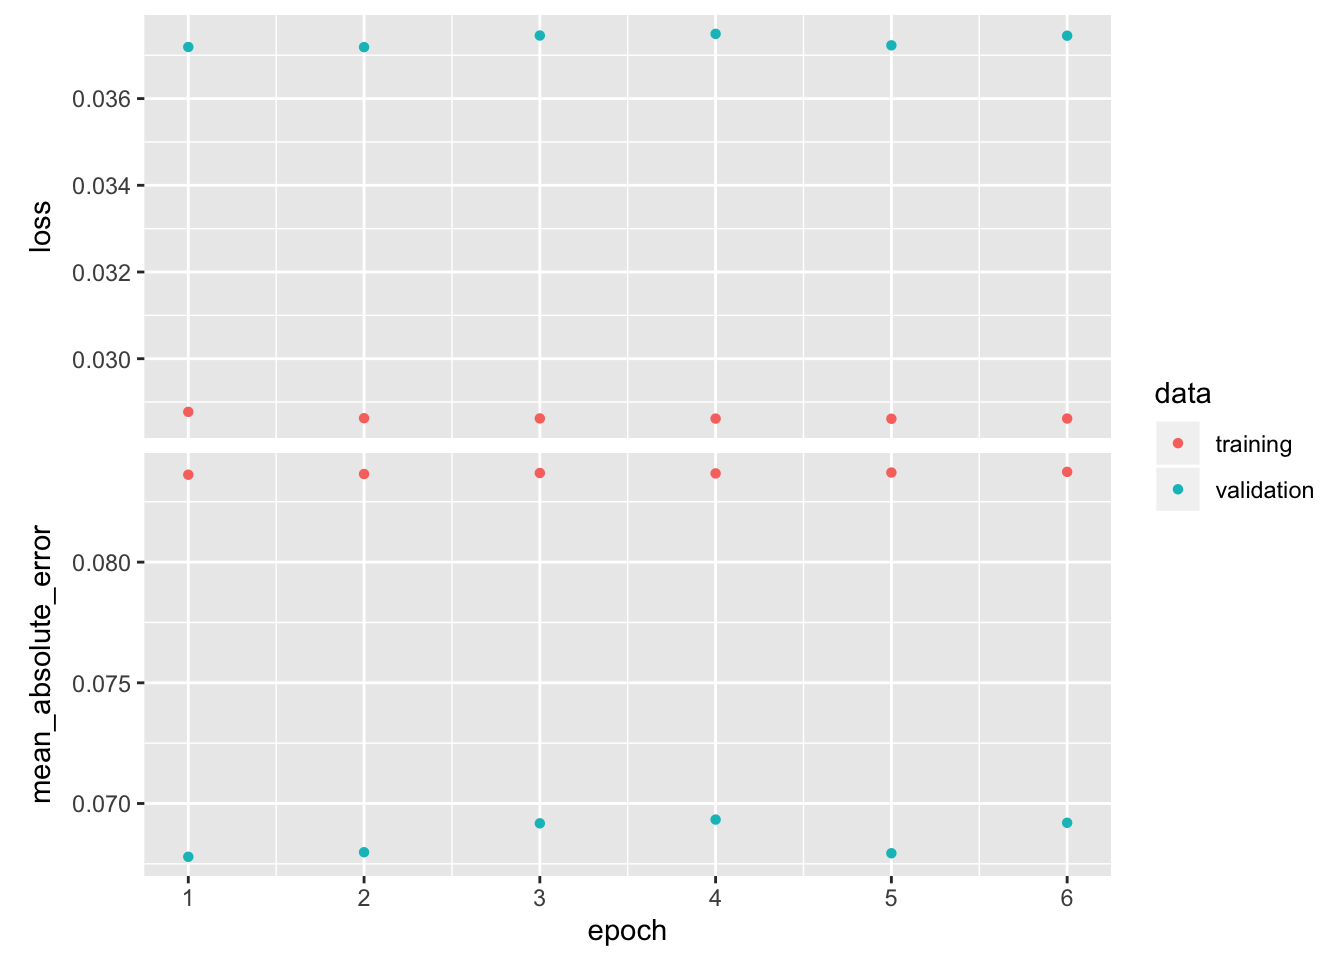 loss
0.036
0.034
0.032
0.030
mean_absolute_error
0.080
0.075
0.070
1 2 3 4 5 6
epoch
data
training
validation